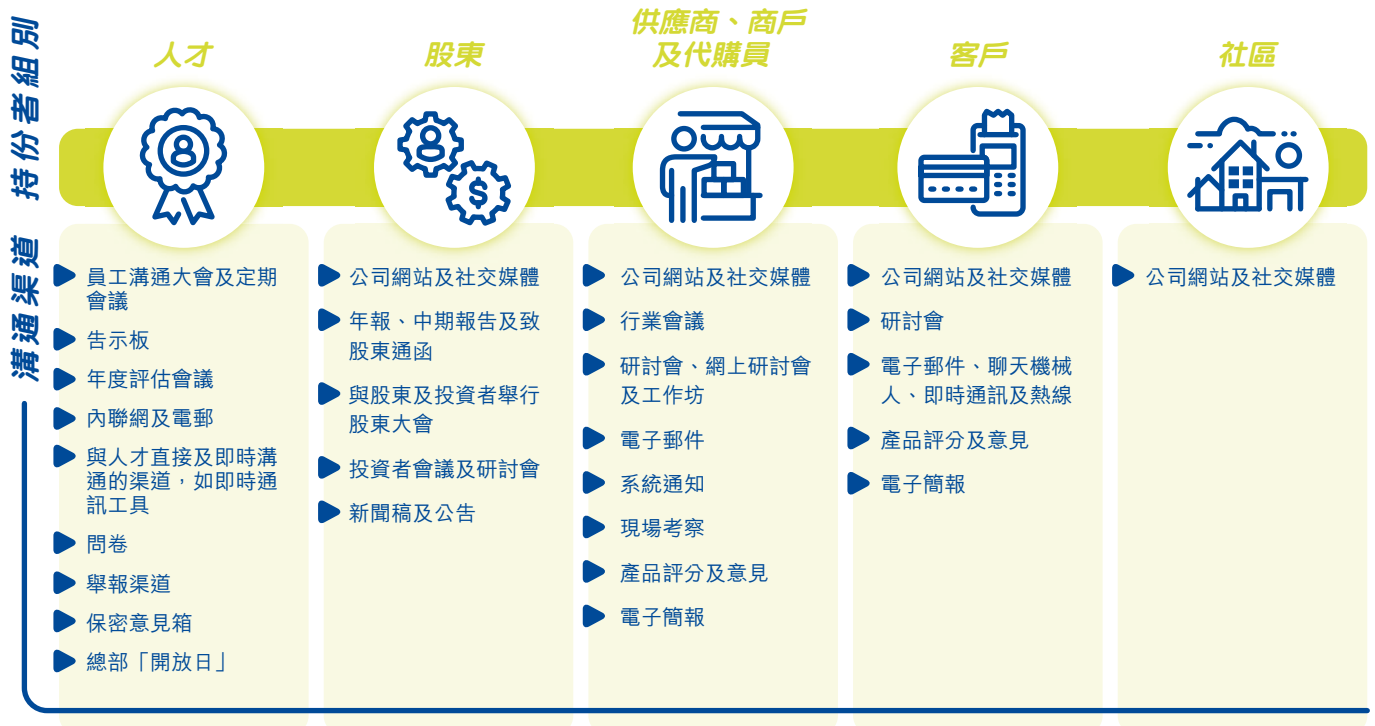 持份者組別
人才
股東
供應商、商戶
及代購員
客戶
社區
溝通渠道
員工溝通大會及定期
會議
告示板
年度評估會議
內聯網及電郵
與人才直接及即時溝
通的渠道，如即時通
訊工具
問卷
舉報渠道
保密意見箱
總部「開放日」
公司網站及社交媒體
年報、中期報告及致
股東通函
與股東及投資者舉行
股東大會
投資者會議及研討會
新聞稿及公告
公司網站及社交媒體
行業會議
研討會、網上研討會
及工作坊
電子郵件
系統通知
現場考察
產品評分及意見
電子簡報
公司網站及社交媒體
研討會
電子郵件、聊天機械
人、即時通訊及熱線
產品評分及意見
電子簡報
公司網站及社交媒體